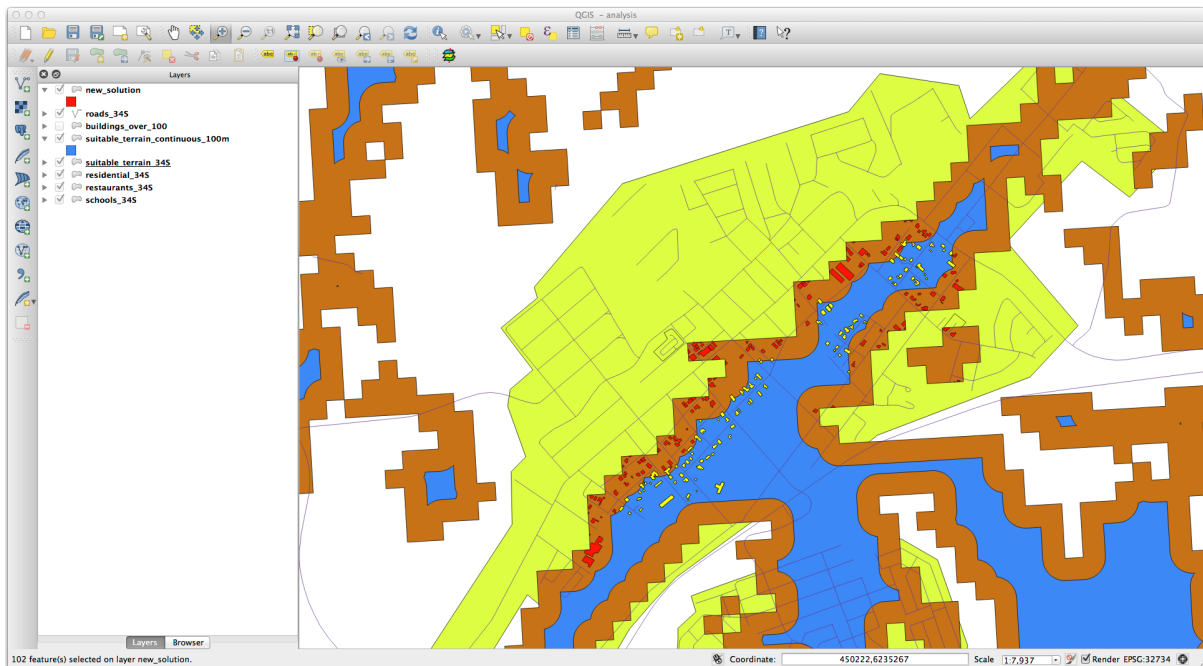 QGIS - analysis
Layers
new_solution
roads_34S
buildings_over_100
suitable_terrain_continuous_100m
suitable_terrain_34S
residential_34S
restaurants_34S
schools_34S
Layers Browser
102 feature(s) selected on layer new_solution.
Coordinate: 450222,6235267 Scale 1:7,937 Render EPSG:32734